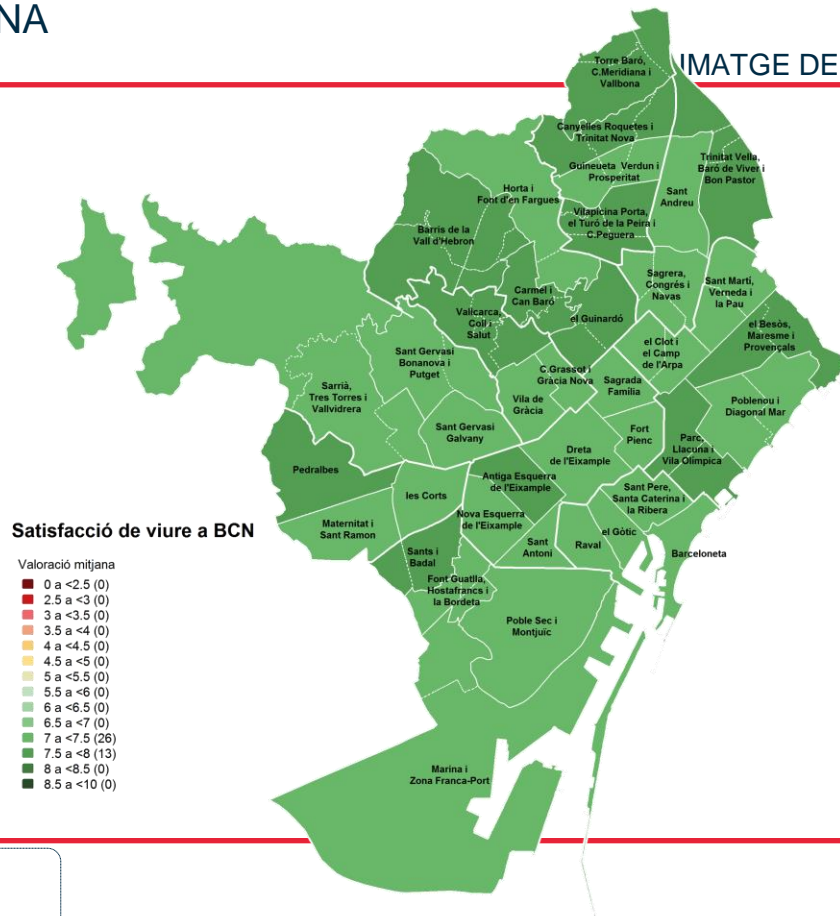 NA
IMATGE DE
Torre Baró,
C.Meridiana i
Vallbona
Canyelles Roquetes i
Trinitat Nova
Guineueta Verdun i
Prosperitat
Trinitat Vella,
Baró de Viver i
Bon Pastor
Sant
Andreu
Horta i
Font d'en Fargues
Vilapicina Porta,
el Turó de la Peira i
C.Peguera
Barris de la
Vall d'Hebron
Sagrera,
Congrés i
Navas
Sant Martí,
Verneda i
la Pau
Carmel i
Can Baró
Vallcarca,
Coll i
Salut
el Guinardó
el Besòs,
Maresme i
Provençals
el Clot i
el Camp
de l'Arpa
Sant Gervasi
Bonanova i
Putget
C.Grassot i
Gràcia Nova
Sagrada
Família
Sarrià,
Tres Torres i
Vallvidrera
Vila de
Gràcia
Poblenou i
Diagonal Mar
Sant Gervasi
Galvany
Fort
Pienc
Parc,
Llacuna i
Vila Olímpica
Dreta
de l'Eixample
Pedralbes
Antiga Esquerra
de l'Eixample
les Corts
Sant Pere,
Santa Caterina i
la Ribera
Nova Esquerra
de l'Eixample
Maternitat i
Sant Ramon
el Gòtic
Sant
Antoni
Raval
Barceloneta
Sants i
Badal
Font Guatlla,
Hostafrancs i
la Bordeta
Poble Sec i
Montjuïc
Marina i
Zona Franca-Port
Satisfacció de viure a BCN
Valoració mitjana
0 a <2.5 (0)
2.5 a <3 (0)
3 a <3.5 (0)
3.5 a <4 (0)
4 a <4.5 (0)
4.5 a <5 (0)
5 a <5.5 (0)
5.5 a <6 (0)
6 a <6.5 (0)
6.5 a <7 (0)
7 a <7.5 (26)
7.5 a <8 (13)
8 a <8.5 (0)
8.5 a <10 (0)